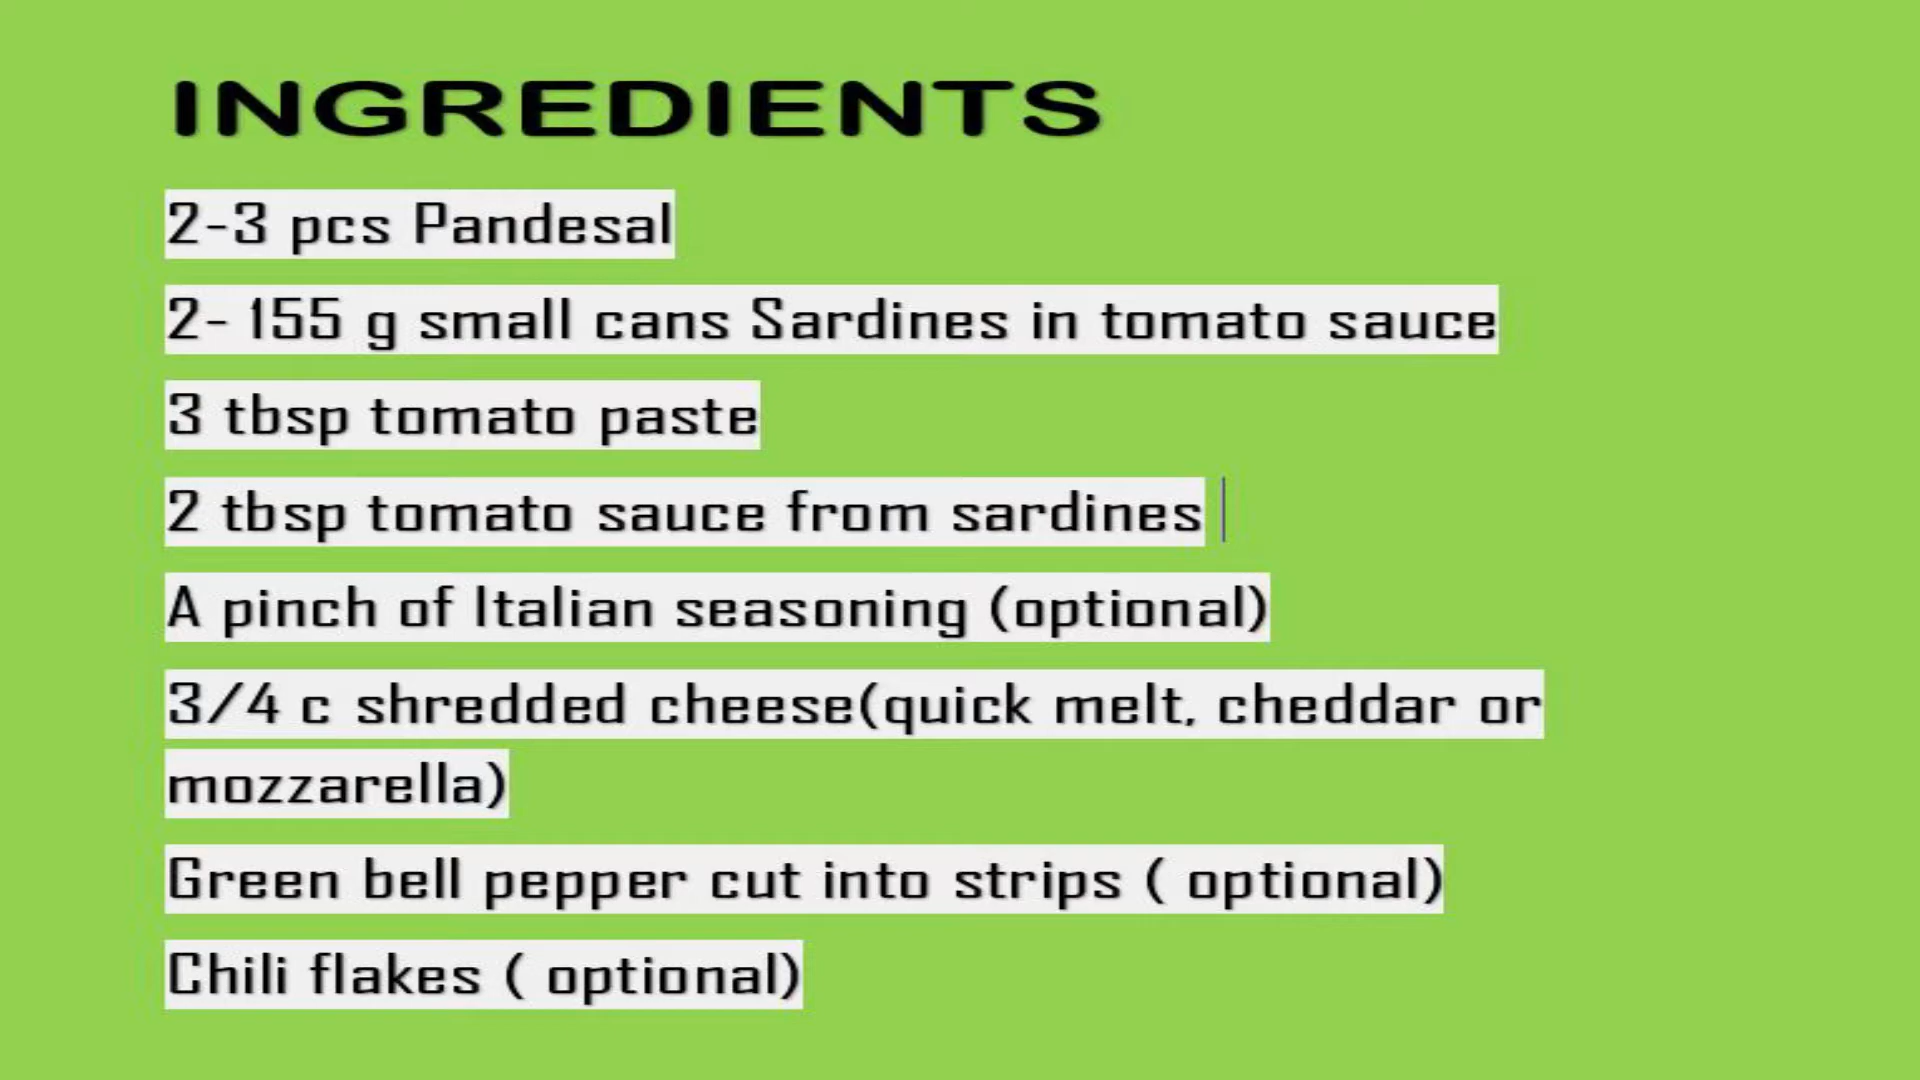 INGREDIENTS
2-3 pcs Pandesal
2- 155 g small cans Sardines in tomato sauce
3 tbsp tomato paste
2 tbsp tomato sauce from sardines
A pinch of Italian seasoning (optional)
3/4 c shredded cheese(quick melt, cheddar or
mozzarella)
Green bell pepper cut into strips ( optional)
Chili flakes ( optional)